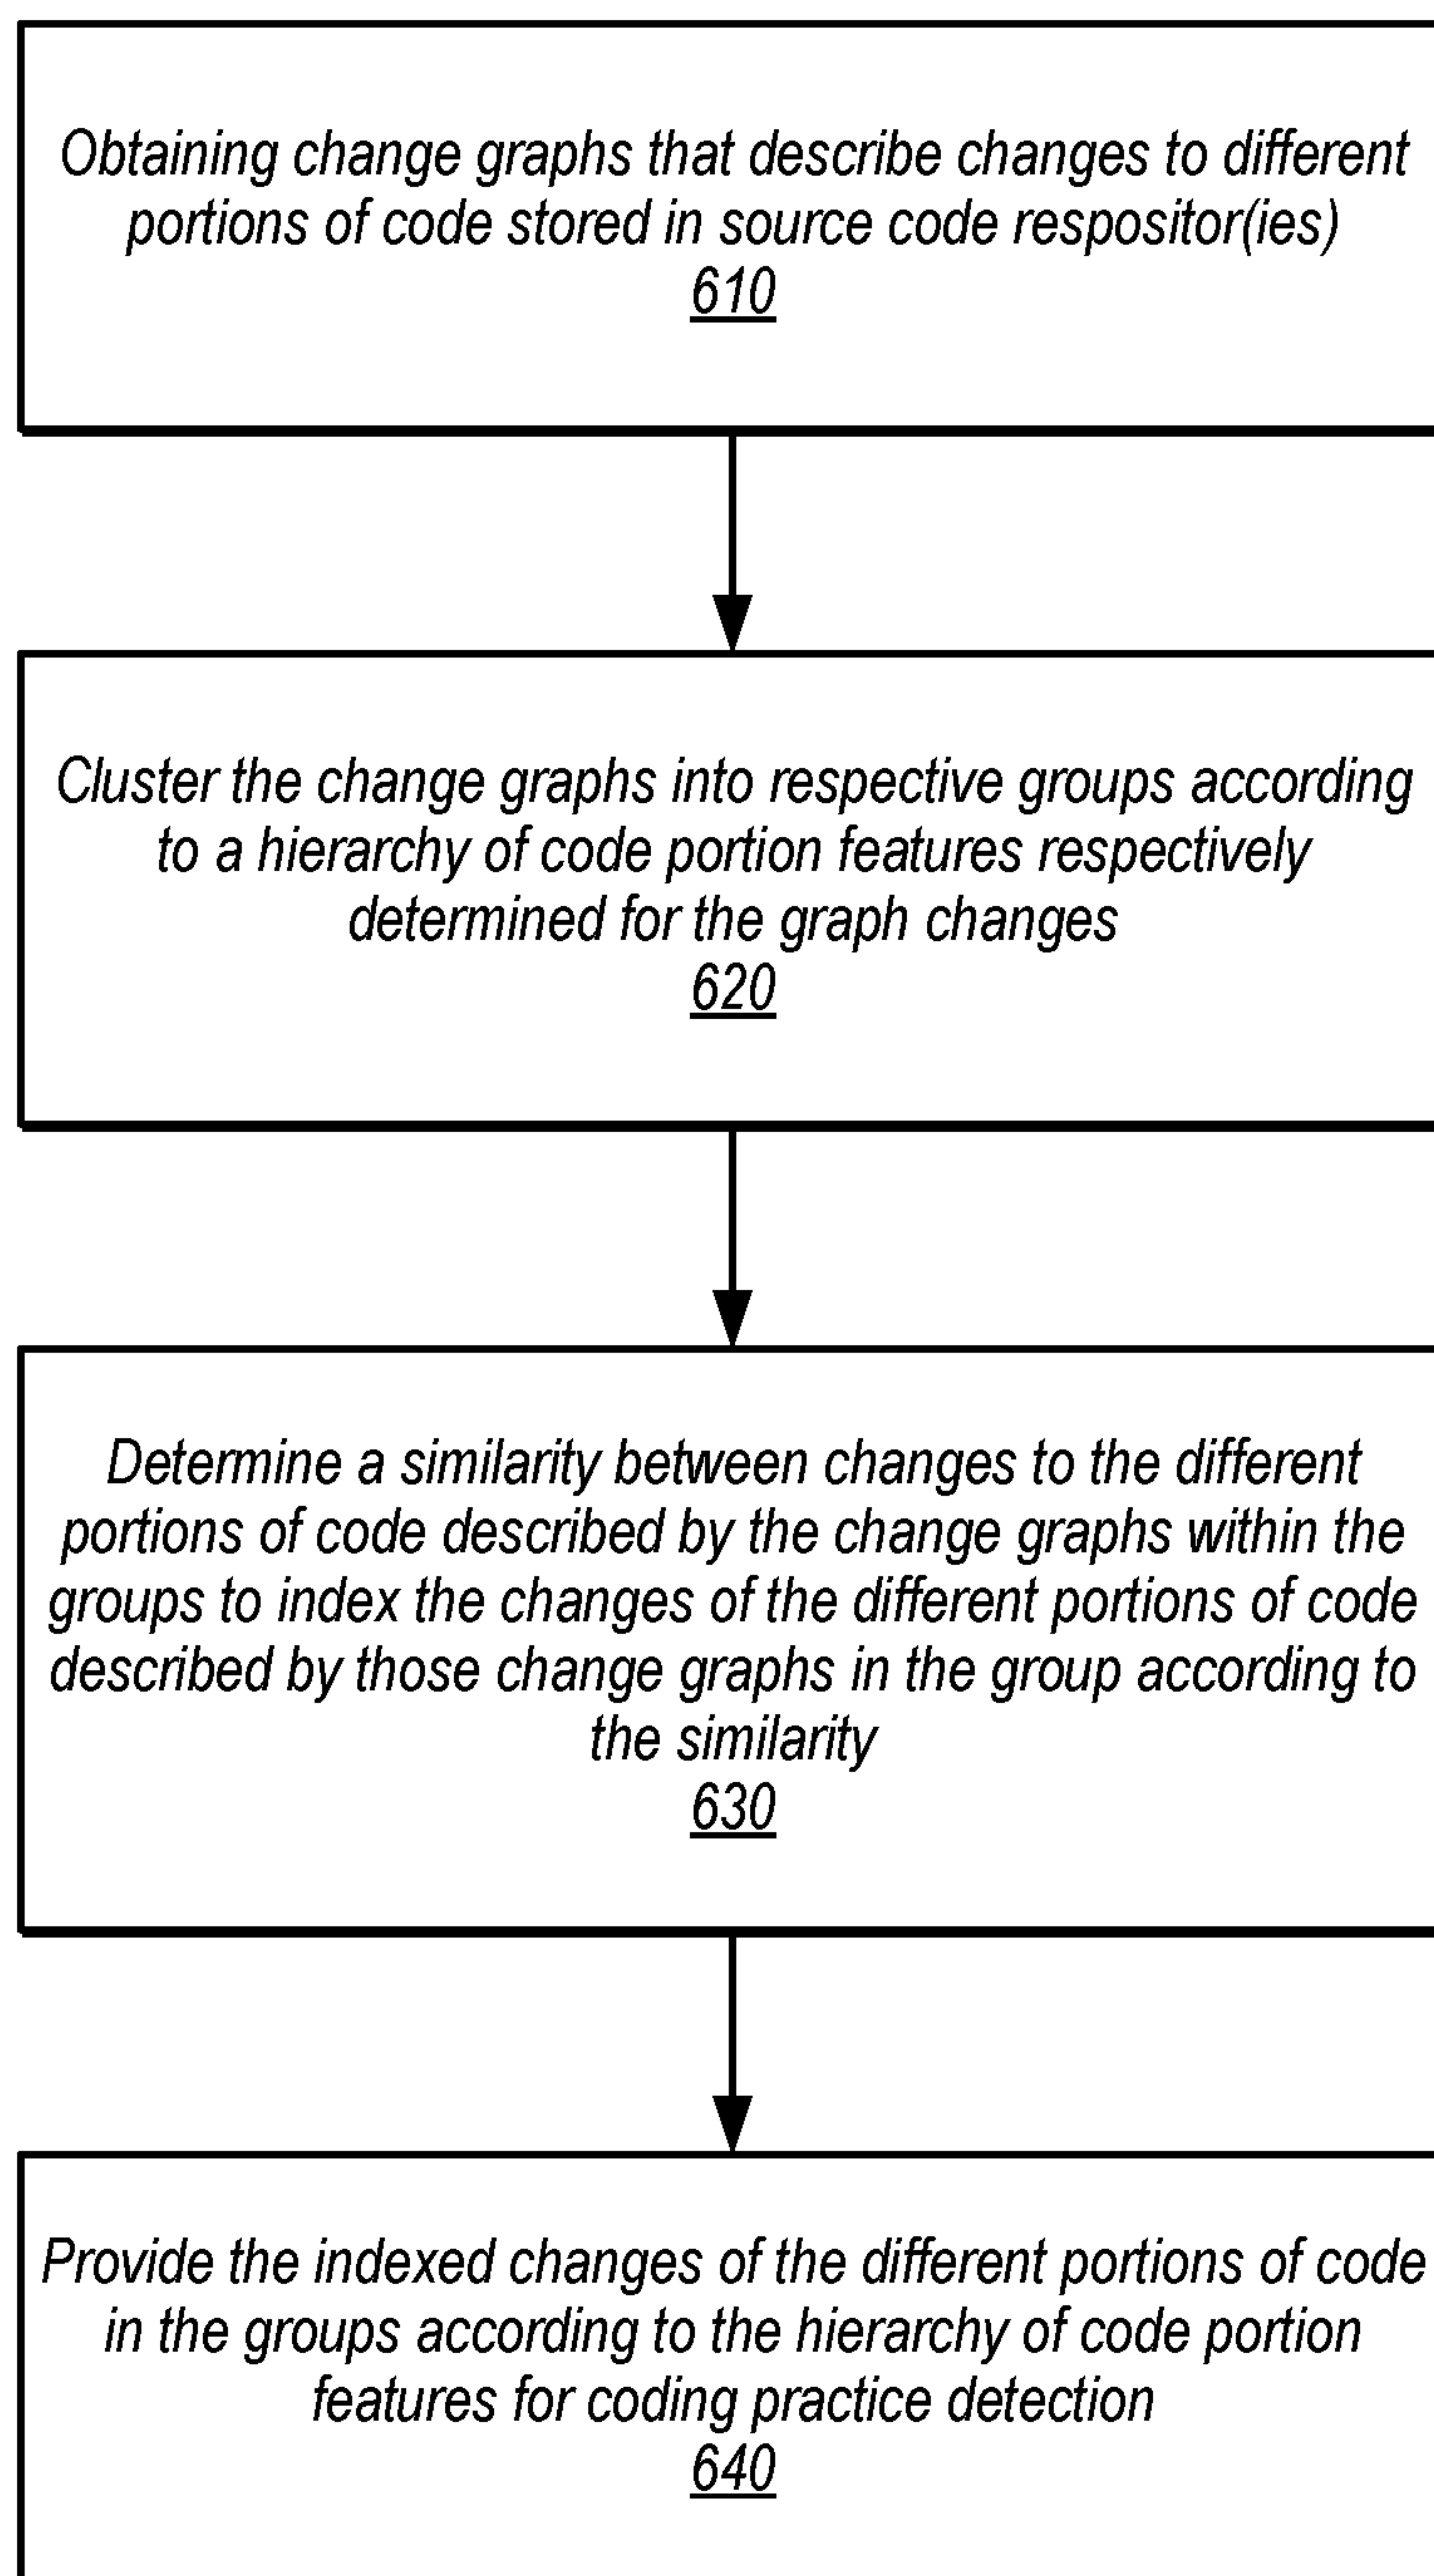 Obtaining change graphs that describe changes to different
portions of code stored in source code respositor(ies)
610
Cluster the change graphs into respective groups according
to a hierarchy of code portion features respectively
determined for the graph changes
620
Determine a similarity between changes to the different
portions of code described by the change graphs within the
groups to index the changes of the different portions of code
described by those change graphs in the group according to
the similarity
630
Provide the indexed changes of the different portions of code
in the groups according to the hierarchy of code portion
features for coding practice detection
640